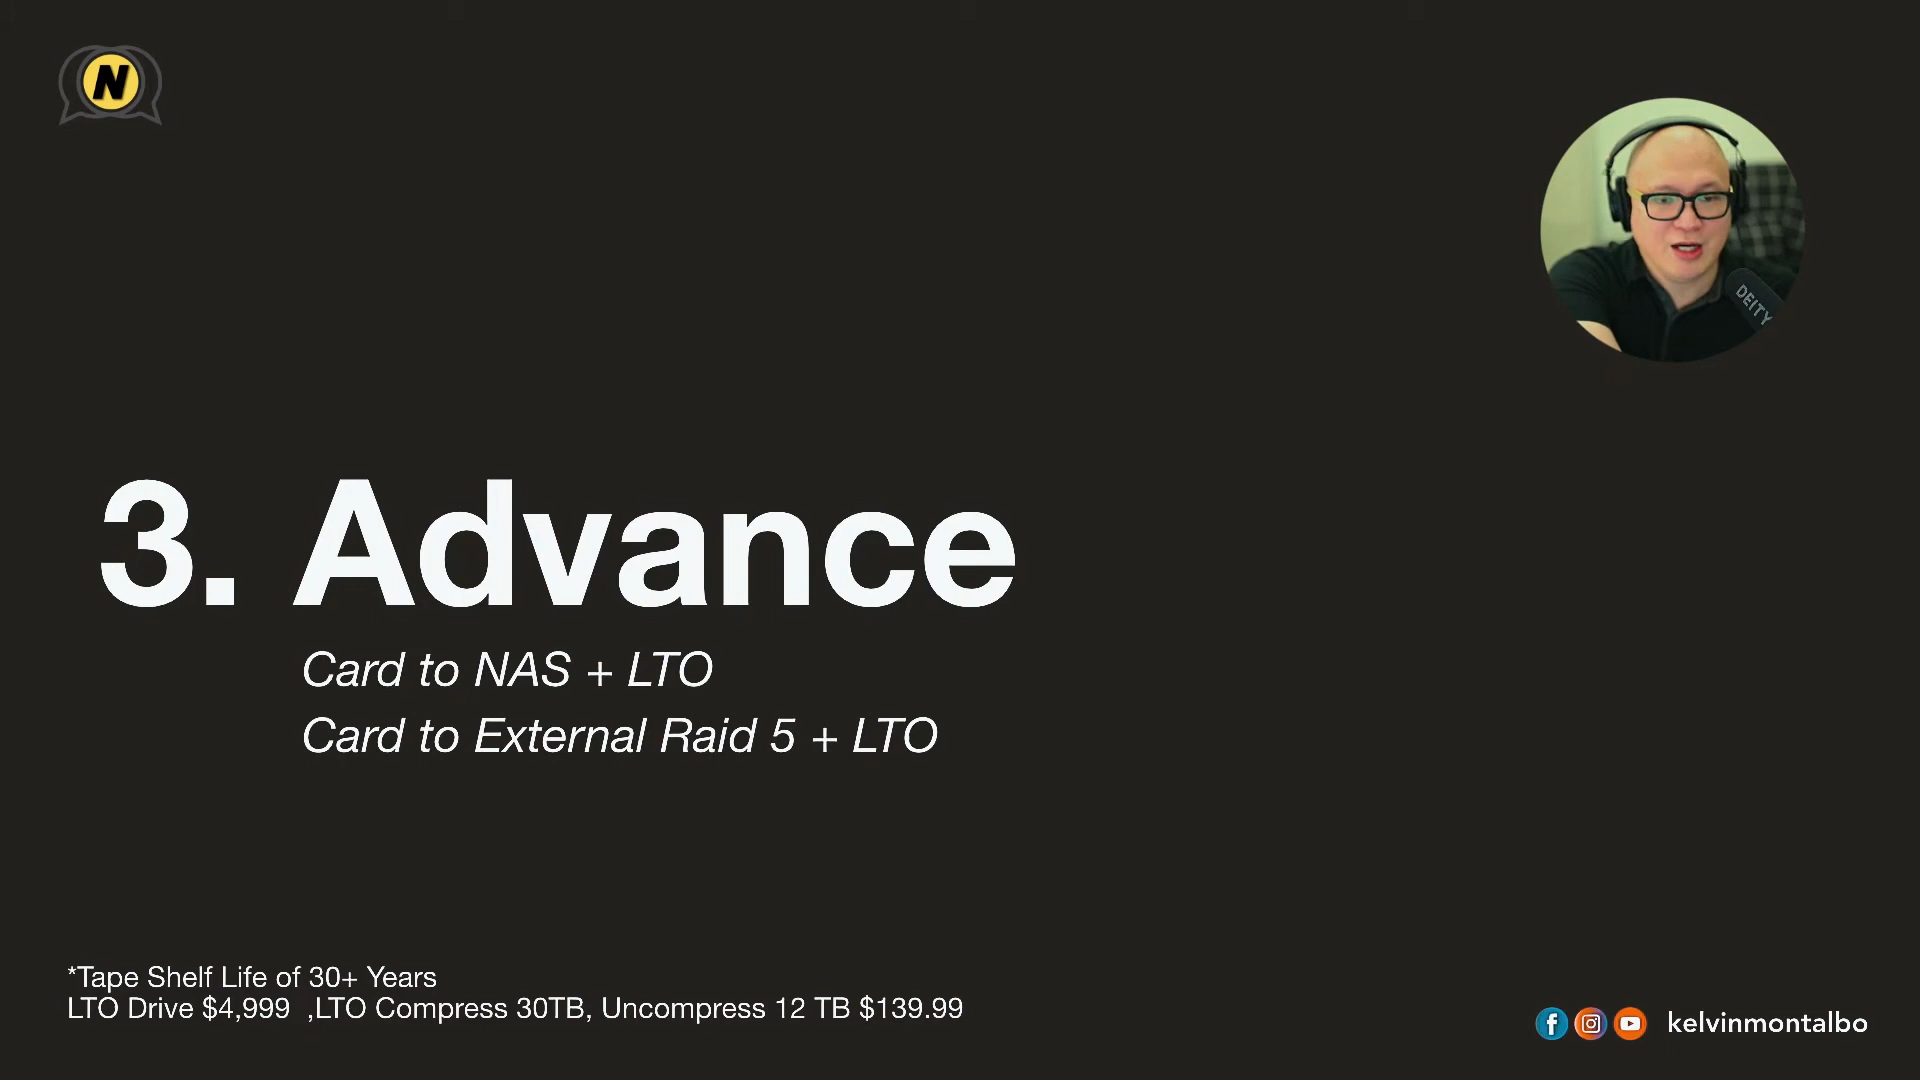 N
DEITY
3. Advance
Card to NAS + LTO
Card to External Raid 5 + LTO
*Tape Shelf Life of 30+ Years
LTO Drive $4,999 ,LTO Compress 30TB, Uncompress 12 TB $139.99
kelvinmontalbo